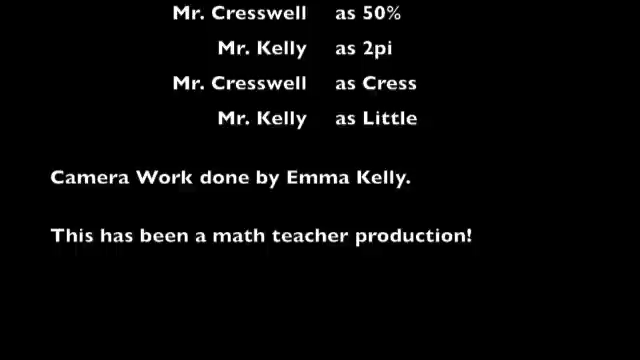 Mr. Cresswell as 50%
Mr. Kelly as 2pi
Mr. Cresswell as Cress
Mr. Kelly as Little
Camera Work done by Emma Kelly.
This has been a math teacher production!